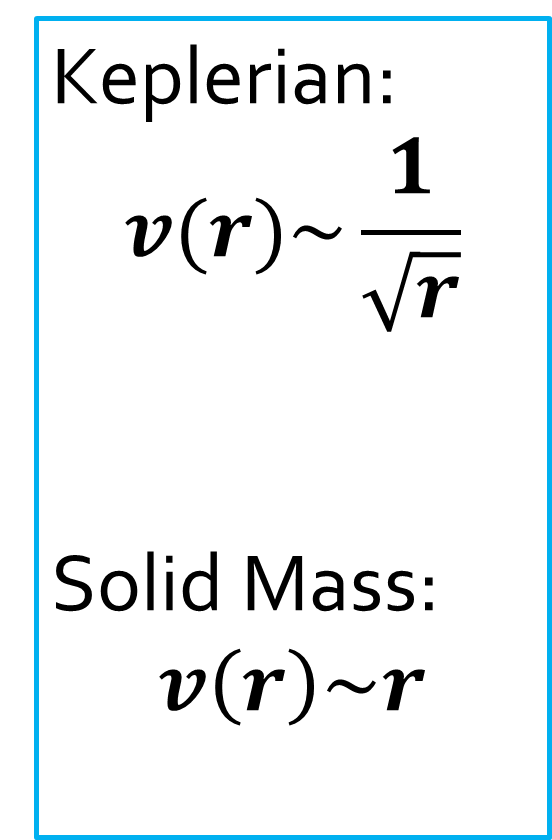 Keplerian:
v(r)~1/√r
Solid Mass:
v(r)~r